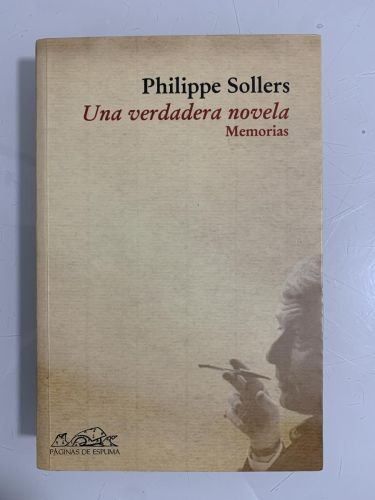 Philippe Sollers
Una verdadera novela
Memorias
PÁGINAS DE ESPUMA